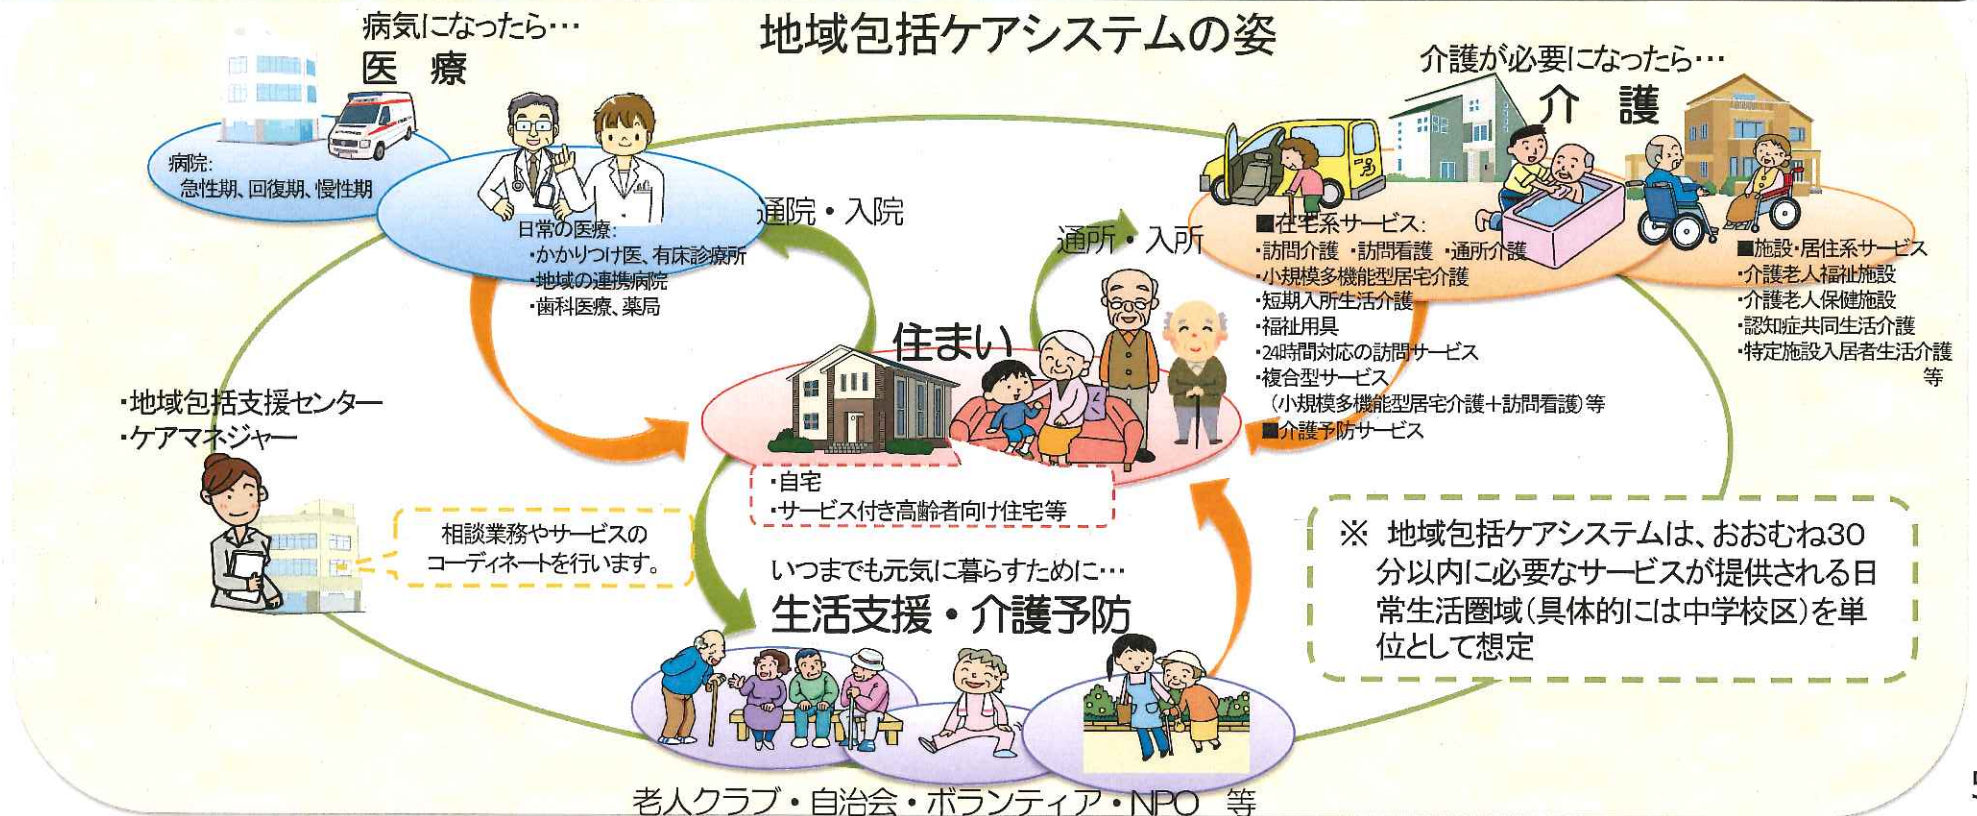 地域包括ケアシステムの姿
病気になったら…
医 療
病院:
急性期、回復期、慢性期
日常の医療:
・かかりつけ医、有床診療所
・地域の連携病院
・歯科医療、薬局
通院・入院
通所・入所
介護が必要になったら…
介 護
■在宅系サービス:
・訪問介護 ・訪問看護 ・通所介護
・小規模多機能型居宅介護
・短期入所生活介護
・福祉用具
・24時間対応の訪問サービス
・複合型サービス
(小規模多機能型居宅介護+訪問看護)等
■介護予防サービス
■施設・居住系サービス
・介護老人福祉施設
・介護老人保健施設
・認知症共同生活介護
・特定施設入居者生活介護
等
住まい
・自宅
・サービス付き高齢者向け住宅等
・地域包括支援センター
・ケアマネジャー
相談業務やサービスの
コーディネートを行います。
いつまでも元気に暮らすために…
生活支援・介護予防
老人クラブ・自治会・ボランティア・NPO 等
※ 地域包括ケアシステムは、おおむね30
分以内に必要なサービスが提供される日
常生活圏域(具体的には中学校区)を単
位として想定